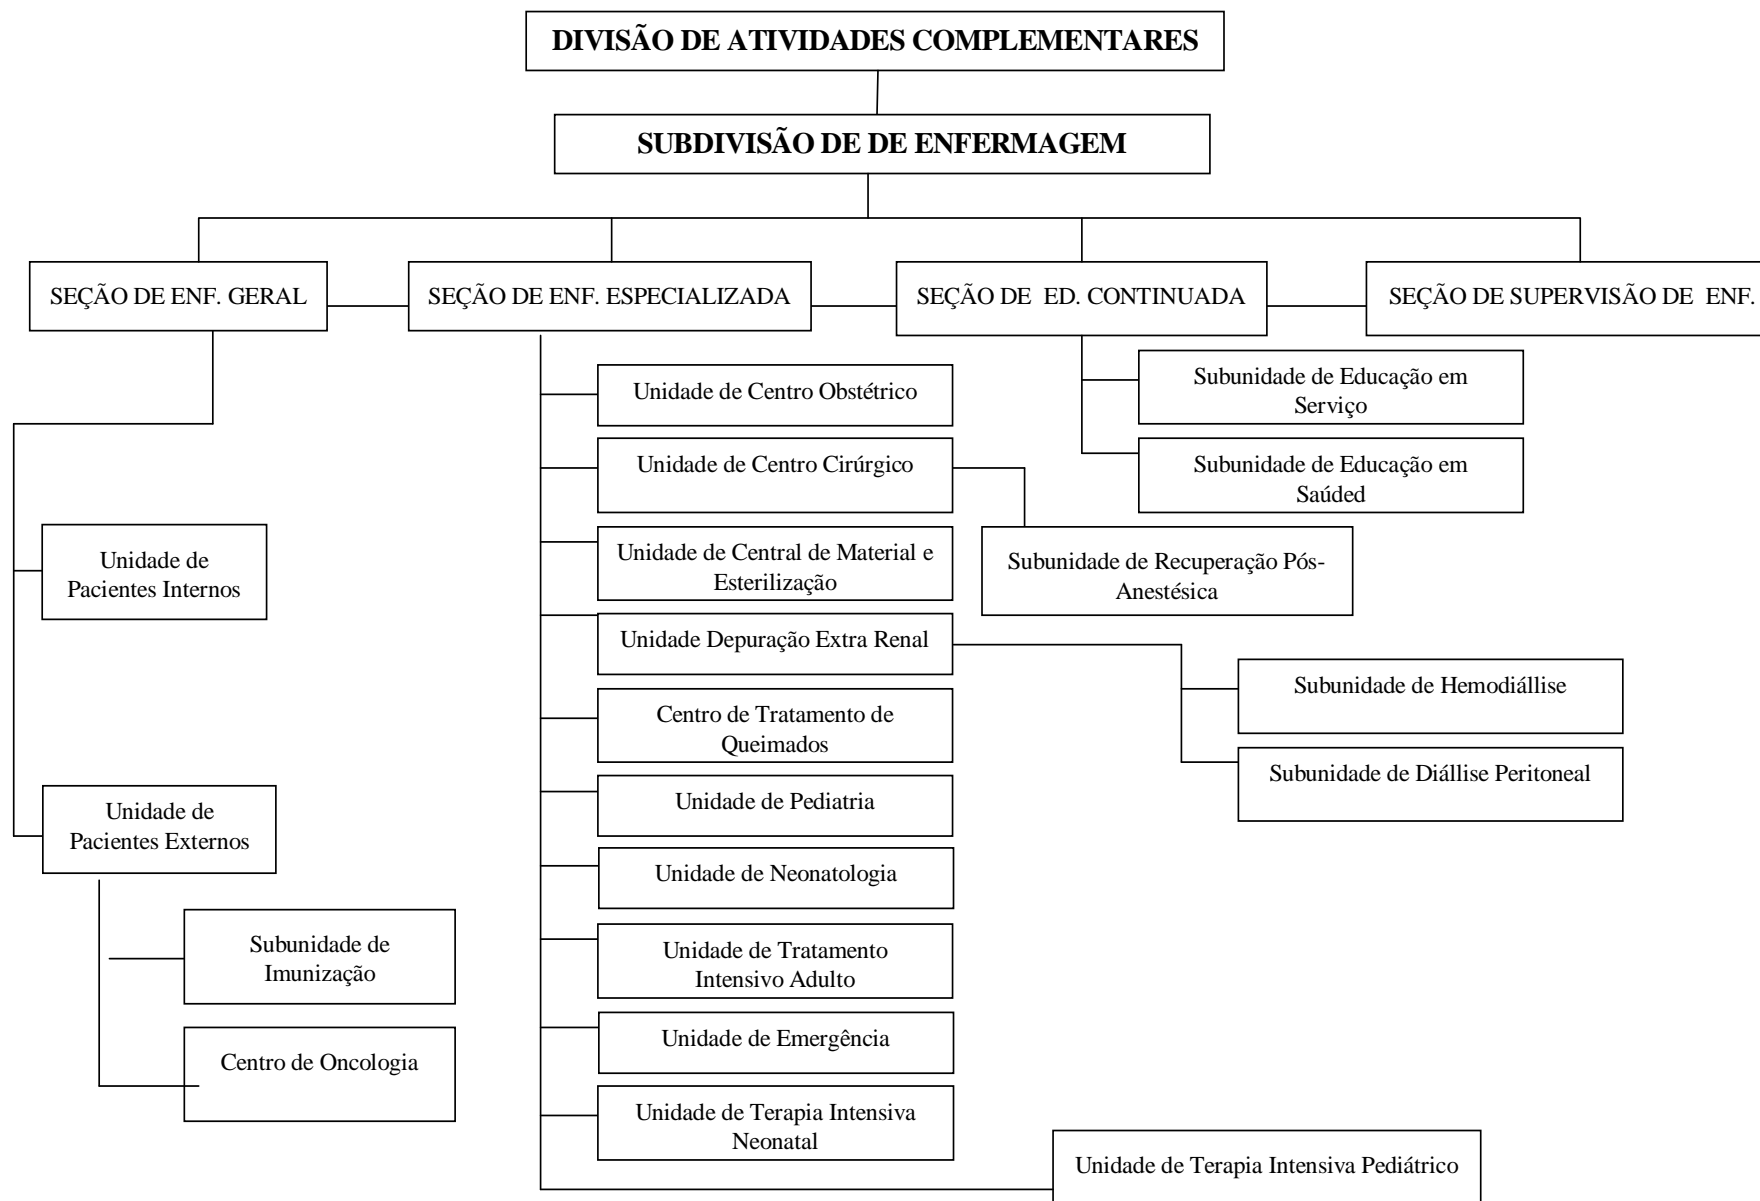 DIVISÃO DE ATIVIDADES COMPLEMENTARES
SUBDIVISÃO DE DE ENFERMAGEM
SEÇÃO DE ENF. GERAL
SEÇÃO DE ENF. ESPECIALIZADA
SEÇÃO DE ED. CONTINUADA
SEÇÃO DE SUPERVISÃO DE ENF.
Unidade de
Pacientes Internos
Unidade de
Pacientes Externos
Subunidade de
Imunização
Centro de Oncologia
Unidade de Centro Obstétrico
Unidade de Centro Cirúrgico
Subunidade de Recuperação Pós-
Anestésica
Unidade de Central de Material e
Esterilização
Unidade Depuração Extra Renal
Subunidade de Hemodiállise
Subunidade de Diállise Peritoneal
Centro de Tratamento de
Queimados
Unidade de Pediatria
Unidade de Neonatologia
Unidade de Tratamento
Intensivo Adulto
Unidade de Emergência
Unidade de Terapia Intensiva
Neonatal
Unidade de Terapia Intensiva Pediátrico
Subunidade de Educação em
Serviço
Subunidade de Educação em
Saúded